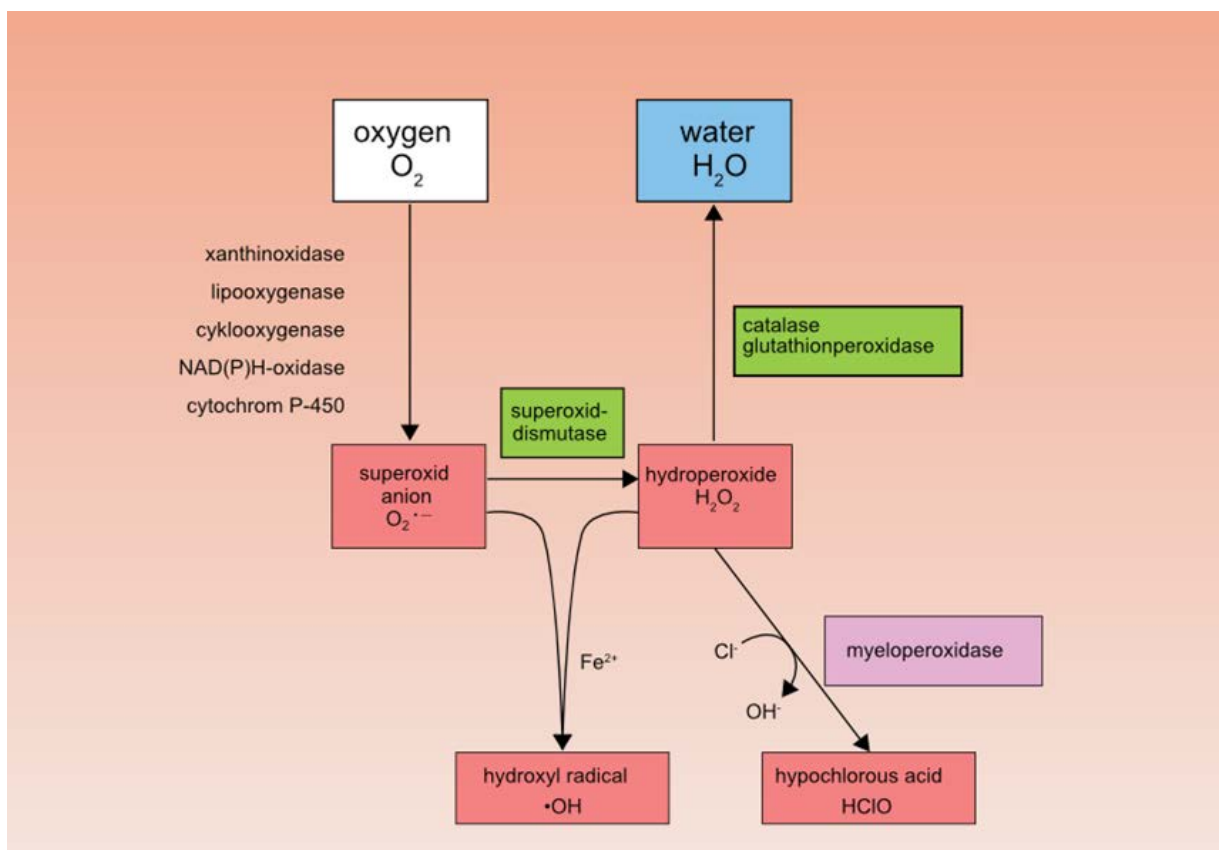 oxygen
O₂
water
H₂O
xanthinoxidase
lipooxygenase
cyklooxygenase
NAD(P)H-oxidase
cytochrom P-450
catalase
glutathionperoxidase
superoxid-
dismutase
superoxid
anion
O₂•−
hydroperoxide
H₂O₂
Fe²⁺
Cl⁻
OH⁻
myeloperoxidase
hydroxyl radical
•OH
hypochlorous acid
HClO